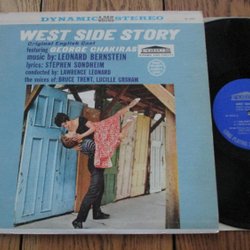 DYNAMIC STEREO
WEST SIDE STORY
Original English Cast
featuring GEORGE CHAKIRAS
music by: LEONARD BERNSTEIN
lyrics: STEPHEN SONDHEIM
conducted by: LAWRENCE LEONARD
the voices of: BRUCE TRENT, LUCILLE GRAHAM